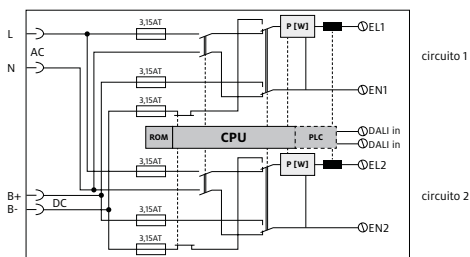 3,15AT
L
P [W]
EL1
AC
circuito 1
N
3,15AT
EN1
3,15AT
ROM
CPU
PLC
DALI in
DALI in
3,15AT
P [W]
EL2
B+
B-
DC
circuito 2
3,15AT
EN2
3,15AT